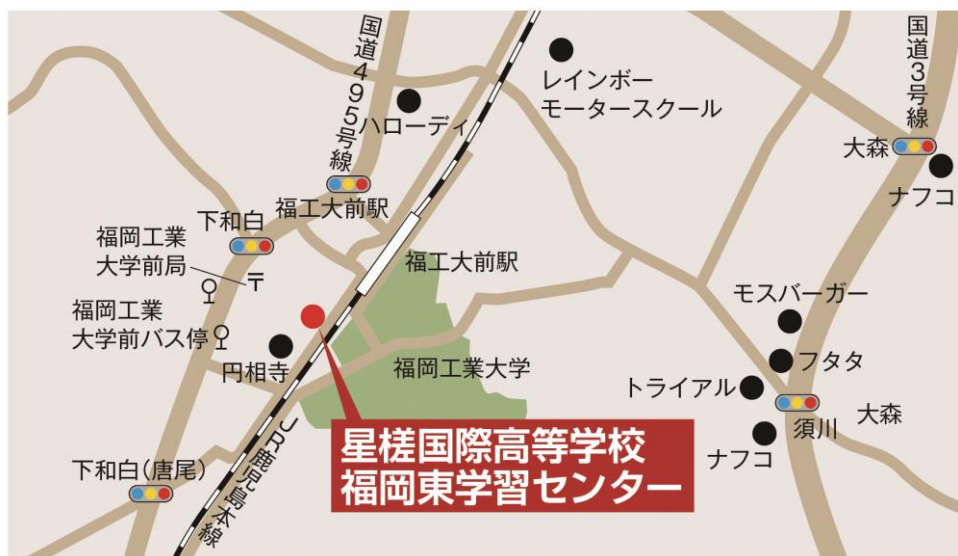 国道495号線
ハローディ
レインボー
モータースクール
国道3号線
大森
ナフコ
福工大前駅
下和白
福岡工業
大学前局
〒
福工大前駅
福岡工業
大学前バス停
円相寺
福岡工業大学
モスバーガー
フタタ
トライアル
須川
大森
ナフコ
星槎国際高等学校
福岡東学習センター
下和白(唐尾)
JR鹿児島本線